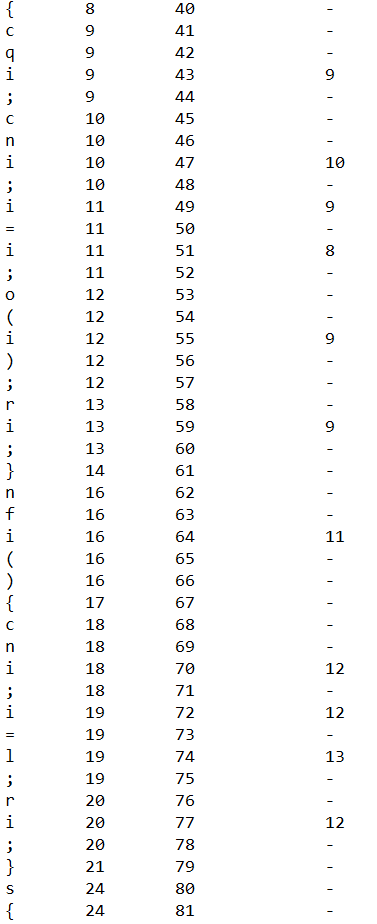 { 8 40 -
c 9 41 -
q 9 42 -
i 9 43 9
; 9 44 -
c 10 45 -
n 10 46 -
i 10 47 10
; 10 48 -
i 11 49 9
= 11 50 -
i 11 51 8
; 11 52 -
o 12 53 -
( 12 54 -
i 12 55 9
) 12 56 -
; 12 57 -
r 13 58 -
i 13 59 9
; 13 60 -
} 14 61 -
n 16 62 -
f 16 63 -
i 16 64 11
( 16 65 -
) 16 66 -
{ 17 67 -
c 18 68 -
n 18 69 -
i 18 70 12
; 18 71 -
i 19 72 12
= 19 73 -
l 19 74 13
; 19 75 -
r 20 76 -
i 20 77 12
; 20 78 -
} 21 79 -
s 24 80 -
{ 24 81 -